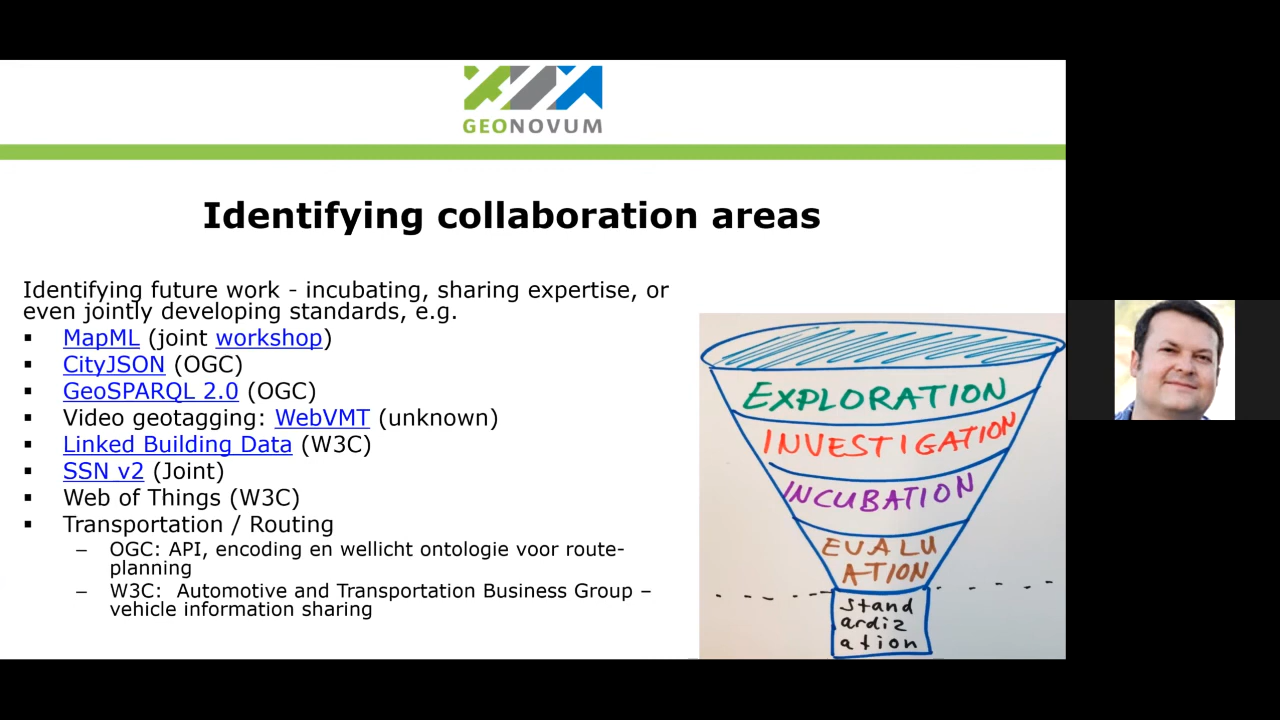 GEONOVUM
Identifying collaboration areas
Identifying future work - incubating, sharing expertise, or
even jointly developing standards, e.g.
▪ MapML (joint workshop)
▪ CityJSON (OGC)
▪ GeoSPARQL 2.0 (OGC)
▪ Video geotagging: WebVMT (unknown)
▪ Linked Building Data (W3C)
▪ SSN v2 (Joint)
▪ Web of Things (W3C)
▪ Transportation / Routing
– OGC: API, encoding en wellicht ontologie voor route-
planning
– W3C: Automotive and Transportation Business Group –
vehicle information sharing
EXPLORATION
INVESTIGATION
INCUBATION
EVALU
ATION
stand
ardiz
ation